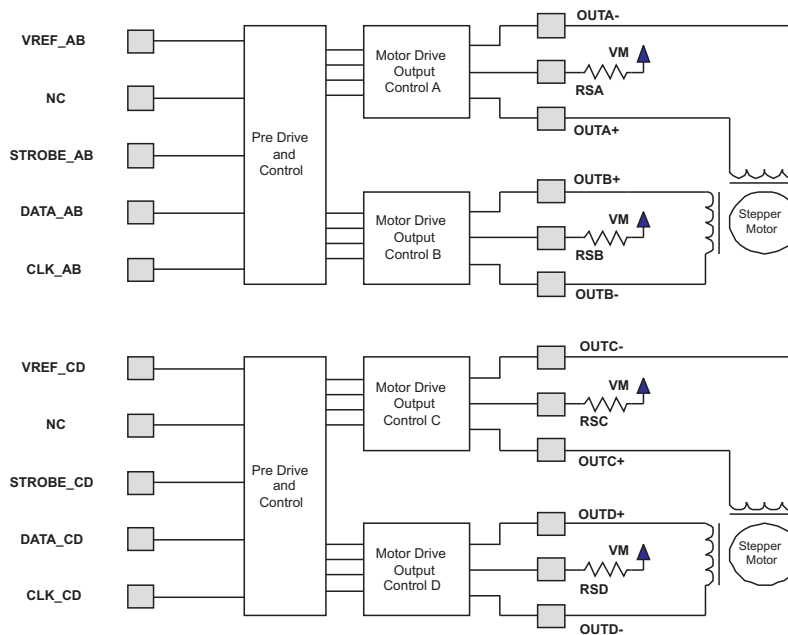 OUTA-
VREF_AB
Motor Drive
Output
Control A
VM
RSA
NC
OUTA+
Pre Drive
and
Control
STROBE_AB
OUTB+
DATA_AB
Motor Drive
Output
Control B
VM
RSB
Stepper
Motor
CLK_AB
OUTB-
OUTC-
VREF_CD
Motor Drive
Output
Control C
VM
RSC
NC
OUTC+
Pre Drive
and
Control
STROBE_CD
OUTD+
DATA_CD
Motor Drive
Output
Control D
VM
RSD
Stepper
Motor
CLK_CD
OUTD-